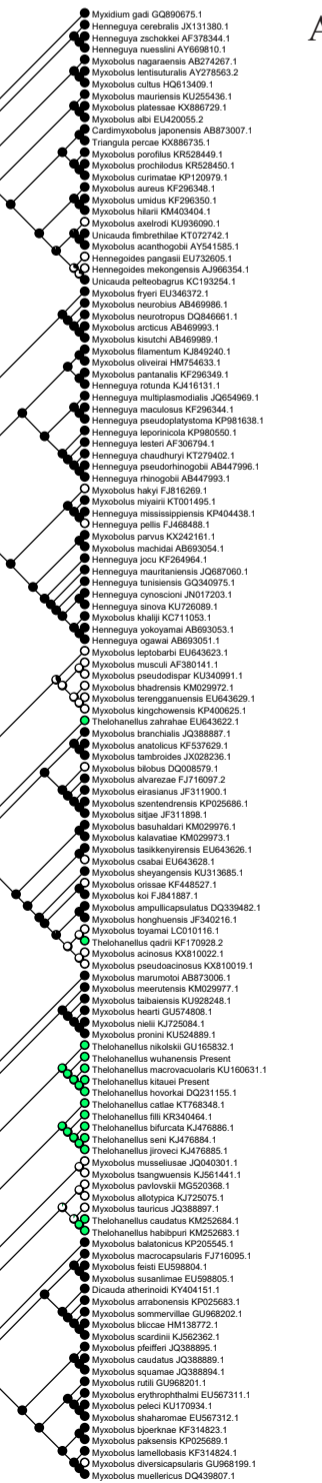 A
Myxidium gadi GQ890675.1
Henneguya cerebralis JX131380.1
Henneguya zschokkei AF378344.1
Henneguya nuesslini AY669810.1
Myxobolus nagaraensis AB274267.1
Myxobolus lentisuturalis AY278563.2
Myxobolus cultus HQ613409.1
Myxobolus mauriensis KU255436.1
Myxobolus platessae KX886729.1
Myxobolus albi EU420055.2
Cardimyxobolus japonensis AB873007.1
Triangula percae KX886735.1
Myxobolus porofilus KR528449.1
Myxobolus prochilodus KR528450.1
Myxobolus curimatae KP120979.1
Myxobolus aureus KF296348.1
Myxobolus umidus KF296350.1
Myxobolus hilarii KM403404.1
Myxobolus axelrodi KU936090.1
Unicauda fimbrethilae KT072742.1
Myxobolus acanthogobii AY541585.1
Hennegoides pangasii EU732605.1
Hennegoides mekongensis AJ966354.1
Unicauda pelteobagrus KC193254.1
Myxobolus fryeri EU346372.1
Myxobolus neurobius AB469986.1
Myxobolus neurotropus DQ846661.1
Myxobolus arcticus AB469993.1
Myxobolus kisutchi AB469989.1
Myxobolus filamentum KJ849240.1
Myxobolus oliveirai HM754633.1
Myxobolus pantanalis KF296349.1
Henneguya rotunda KJ416131.1
Henneguya multiplasmodialis JQ654969.1
Henneguya maculosus KF296344.1
Henneguya pseudoplatystoma KP981638.1
Henneguya leporinicola KP980550.1
Henneguya lesteri AF306794.1
Henneguya chaudhuryi KT279402.1
Henneguya pseudorhinogobii AB447996.1
Henneguya rhinogobii AB447993.1
Myxobolus hakyi FJ816269.1
Myxobolus miyairii KT001495.1
Henneguya mississippiensis KP404438.1
Henneguya pellis FJ468488.1
Myxobolus parvus KX242161.1
Myxobolus machidai AB693054.1
Henneguya jocu KF264964.1
Henneguya mauritaniensis JQ687060.1
Henneguya tunisiensis GQ340975.1
Henneguya cynoscioni JN017203.1
Henneguya sinova KU726089.1
Myxobolus khaliji KC711053.1
Henneguya yokoyamai AB693053.1
Henneguya ogawai AB693051.1
Myxobolus leptobarbi EU643623.1
Myxobolus musculi AF380141.1
Myxobolus pseudodispar KU340991.1
Myxobolus bhadrensis KM029972.1
Myxobolus terengganuensis EU643629.1
Myxobolus kingchowensis KP400625.1
Thelohanellus zahrahae EU643622.1
Myxobolus branchialis JQ388887.1
Myxobolus anatolicus KF537629.1
Myxobolus tambroides JX028236.1
Myxobolus bilobus DQ008579.1
Myxobolus alvarezae FJ716097.2
Myxobolus eirasianus JF311900.1
Myxobolus szentendrensis KP025686.1
Myxobolus sitjae JF311898.1
Myxobolus basuhaldari KM029976.1
Myxobolus kalavatiae KM029973.1
Myxobolus tasikkenyirensis EU643626.1
Myxobolus csabai EU643628.1
Myxobolus sheyangensis KU313685.1
Myxobolus orissae KF448527.1
Myxobolus koi FJ841887.1
Myxobolus ampullicapsulatus DQ339482.1
Myxobolus honghuensis JF340216.1
Myxobolus toyamai LC010116.1
Thelohanellus qadrii KF170928.2
Myxobolus acinosus KX810022.1
Myxobolus pseudoacinosus KX810019.1
Myxobolus marumotoi AB873006.1
Myxobolus meerutensis KM029977.1
Myxobolus taibaiensis KU928248.1
Myxobolus hearti GU574808.1
Myxobolus nielii KJ725084.1
Myxobolus pronini KU524889.1
Thelohanellus nikolskii GU165832.1
Thelohanellus wuhanensis Present
Thelohanellus macrovacuolaris KU160631.1
Thelohanellus kitauei Present
Thelohanellus hovorkai DQ231155.1
Thelohanellus catlae KT768348.1
Thelohanellus filli KR340464.1
Thelohanellus bifurcata KJ476886.1
Thelohanellus seni KJ476884.1
Thelohanellus jiroveci KJ476885.1
Myxobolus musseliusae JQ040301.1
Myxobolus tsangwuensis KJ561441.1
Myxobolus pavlovskii MG520368.1
Myxobolus allotypica KJ725075.1
Myxobolus tauricus JQ388897.1
Thelohanellus caudatus KM252684.1
Thelohanellus habibpuri KM252683.1
Myxobolus balatonicus KP205545.1
Myxobolus macrocapsularis FJ716095.1
Myxobolus feisti EU598804.1
Myxobolus susanlimae EU598805.1
Dicauda atherinoidi KY404151.1
Myxobolus arrabonensis KP025683.1
Myxobolus sommervillae GU968202.1
Myxobolus bliccae HM138772.1
Myxobolus scardinii KJ562362.1
Myxobolus pfeifferi JQ388895.1
Myxobolus caudatus JQ388889.1
Myxobolus squamae JQ388894.1
Myxobolus rutili GU968201.1
Myxobolus erythrophthalmi EU567311.1
Myxobolus peleci KU170934.1
Myxobolus shaharomae EU567312.1
Myxobolus bjoerknae KF314823.1
Myxobolus paksensis KP025689.1
Myxobolus lamellobasis KF314824.1
Myxobolus diversicapsularis GU968199.1
Myxobolus muellericus DQ439807.1